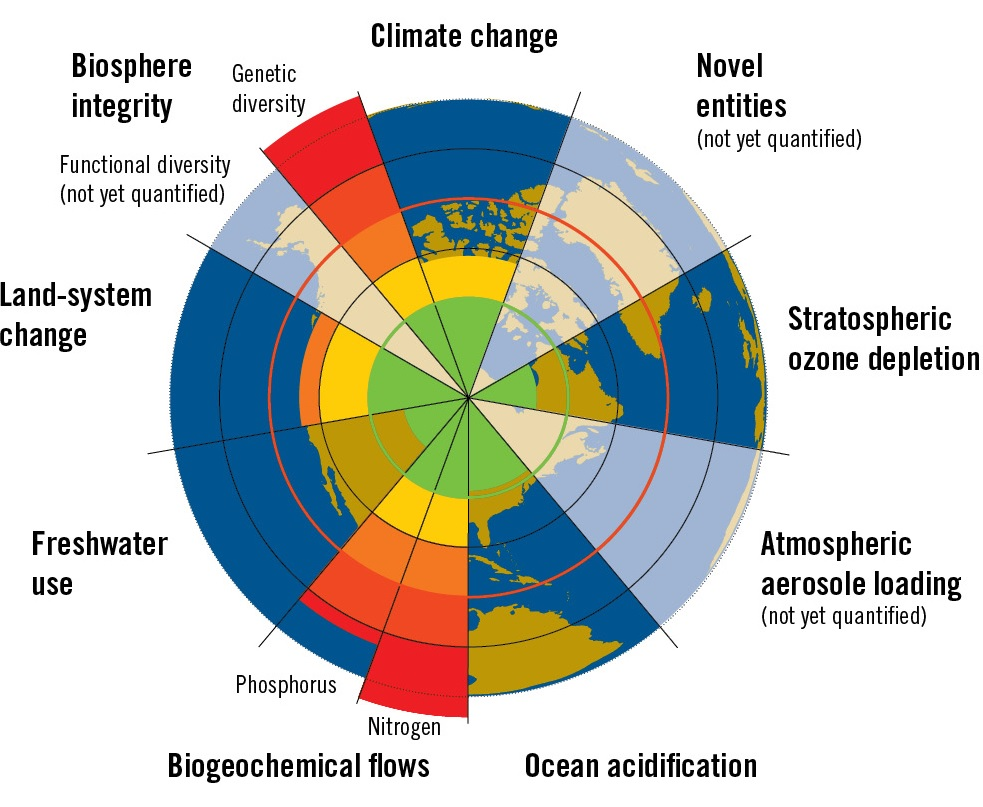 Climate change
Biosphere
integrity
Genetic
diversity
Novel
entities
(not yet quantified)
Functional diversity
(not yet quantified)
Land-system
change
Stratospheric
ozone depletion
Freshwater
use
Atmospheric
aerosole loading
(not yet quantified)
Phosphorus
Nitrogen
Biogeochemical flows
Ocean acidification